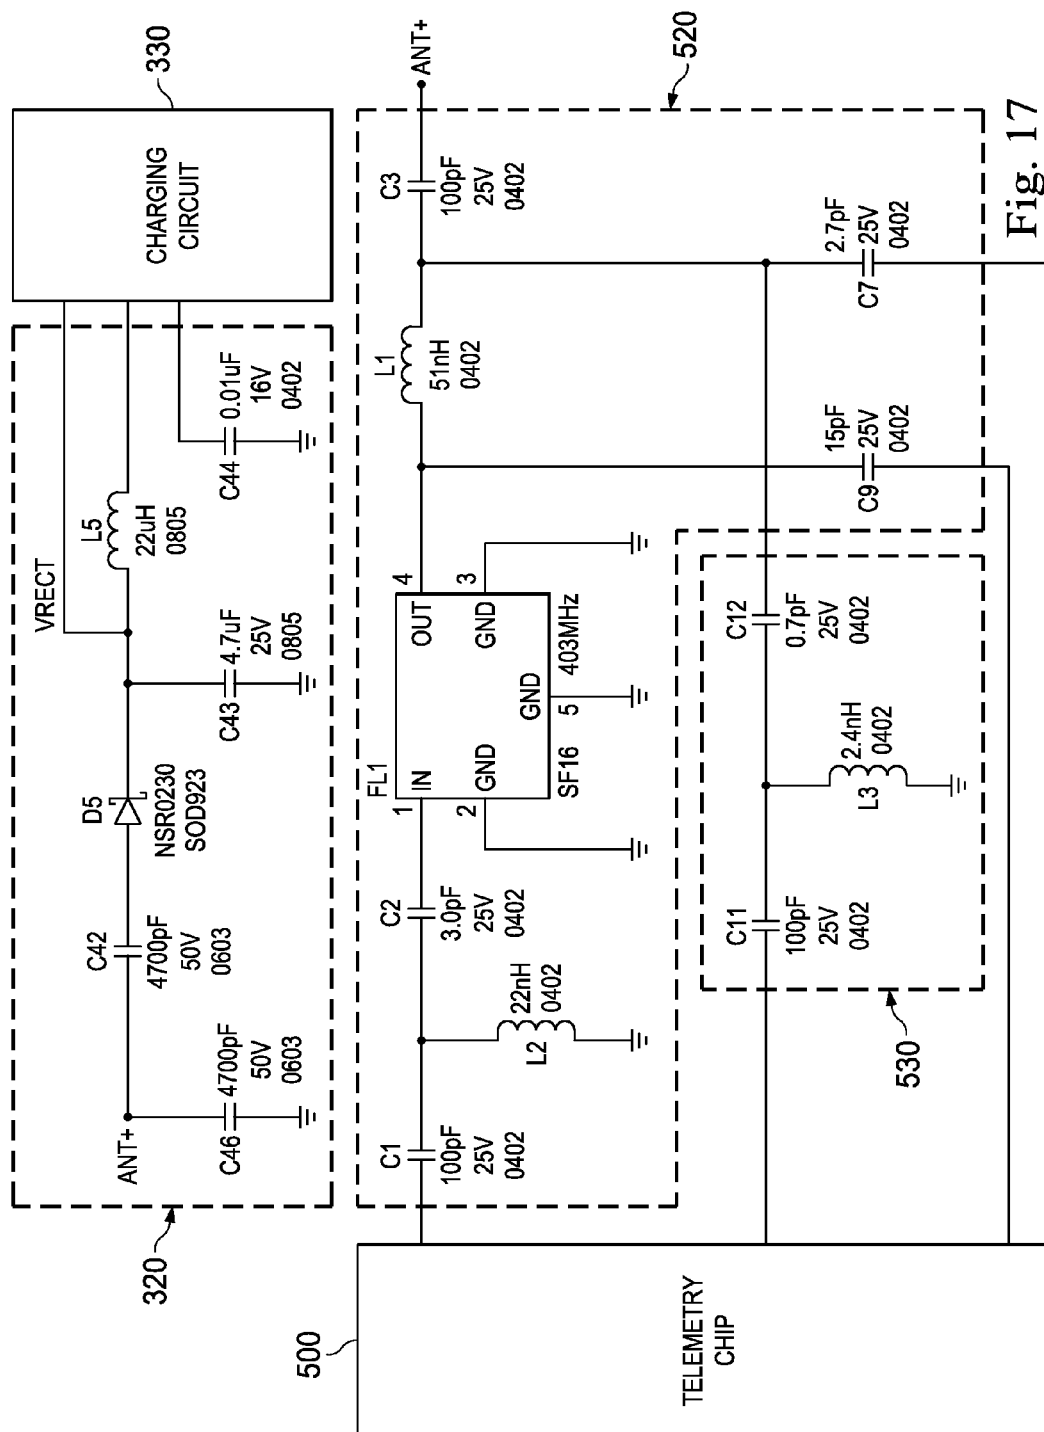 320
ANT+
C46
4700pF
50V
0603
C42
4700pF
50V
0603
D5
NSR0230
SOD923
C43
4.7uF
25V
0805
VRECT
L5
22uH
0805
C44
0.01uF
16V
0402
CHARGING
CIRCUIT
330
500
TELEMETRY
CHIP
C1
100pF
25V
0402
L2
22nH
0402
C2
3.0pF
25V
0402
FL1
1
IN
2
GND
GND
5
OUT
4
GND
3
SF16
403MHz
L1
51nH
0402
C3
100pF
25V
0402
ANT+
520
C9
15pF
25V
0402
C7
2.7pF
25V
0402
530
C11
100pF
25V
0402
L3
2.4nH
0402
C12
0.7pF
25V
0402
Fig. 17